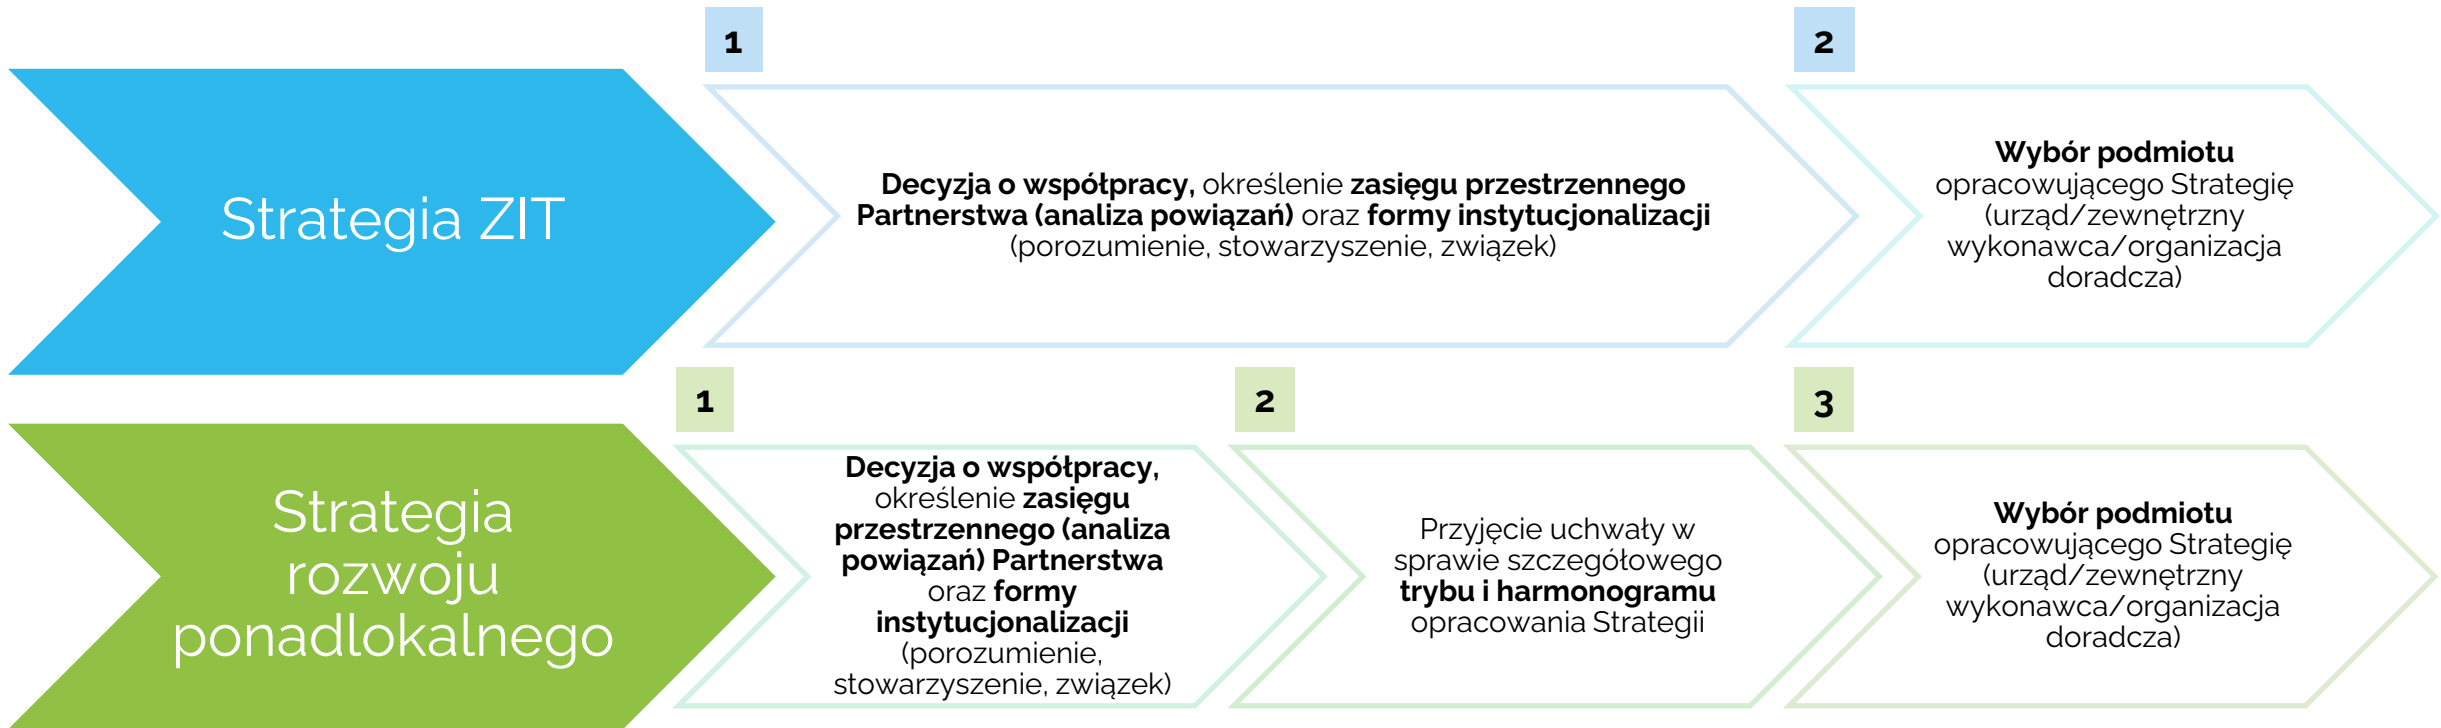 Strategia ZIT
1
Decyzja o współpracy, określenie zasięgu przestrzennego
Partnerstwa (analiza powiązań) oraz formy instytucjonalizacji
(porozumienie, stowarzyszenie, związek)
2
Wybór podmiotu
opracowującego Strategię
(urząd/zewnętrzny
wykonawca/organizacja
doradcza)
Strategia
rozwoju
ponadlokalnego
1
Decyzja o współpracy,
określenie zasięgu
przestrzennego (analiza
powiązań) Partnerstwa
oraz formy
instytucjonalizacji
(porozumienie,
stowarzyszenie, związek)
2
Przyjęcie uchwały w
sprawie szczegółowego
trybu i harmonogramu
opracowania Strategii
3
Wybór podmiotu
opracowującego Strategię
(urząd/zewnętrzny
wykonawca/organizacja
doradcza)